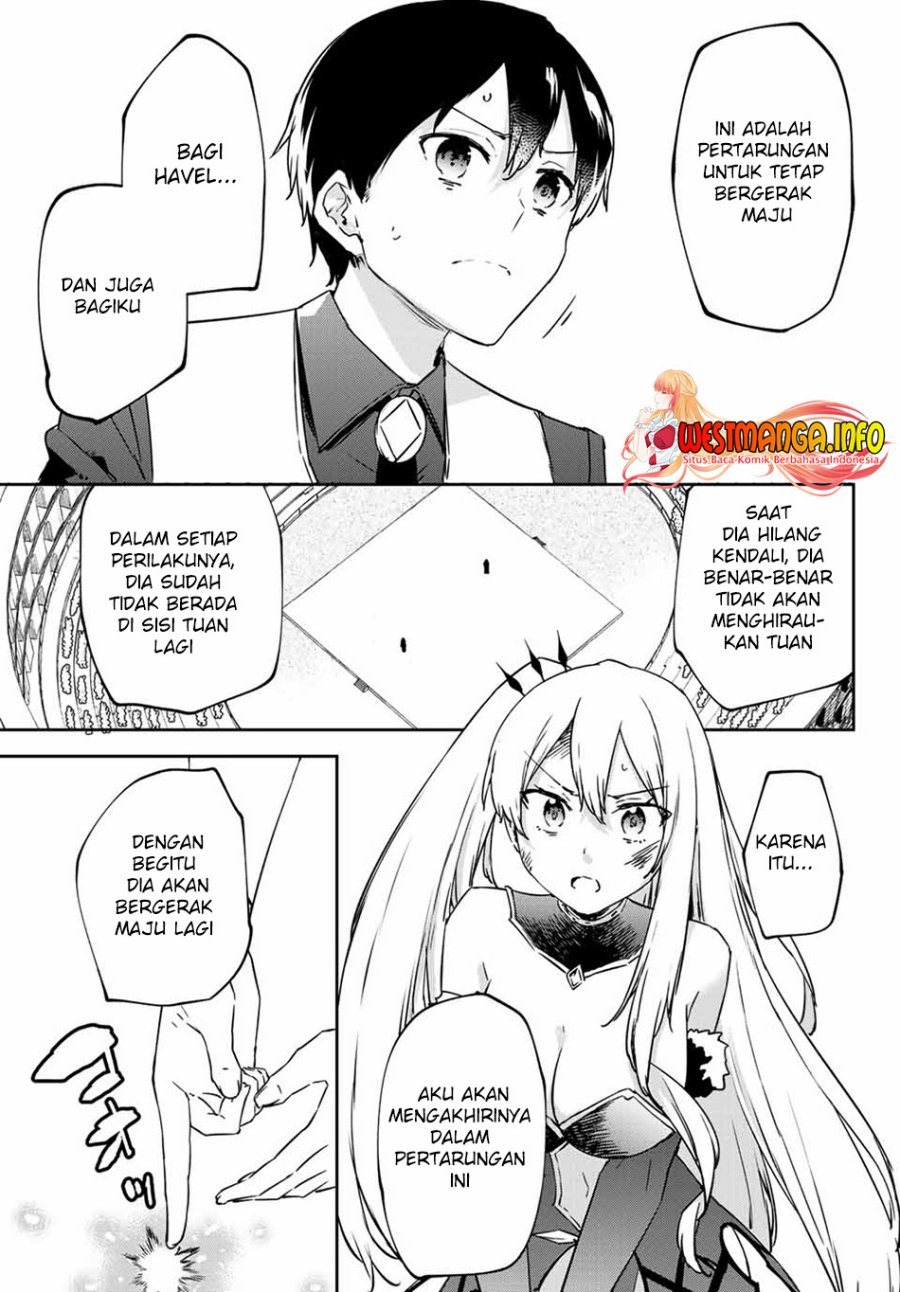 INI ADALAH
PERTARUNGAN
UNTUK TETAP
BERGERAK
MAJU
BAGI
HAVEL...
DAN JUGA
BAGIKU
WESTMANGA.INFO
Situs Baca Komik Berbahasa Indonesia
SAAT
DIA HILANG
KENDALI, DIA
BENAR-BENAR
TIDAK AKAN
MENGHIRAU-
KAN TUAN
DALAM SETIAP
PERILAKUNYA,
DIA SUDAH
TIDAK BERADA
DI SISI TUAN
LAGI
KARENA
ITU...
AKU AKAN
MENGAKHIRINYA
DALAM
PERTARUNGAN
INI
DENGAN
BEGITU
DIA AKAN
BERGERAK
MAJU LAGI